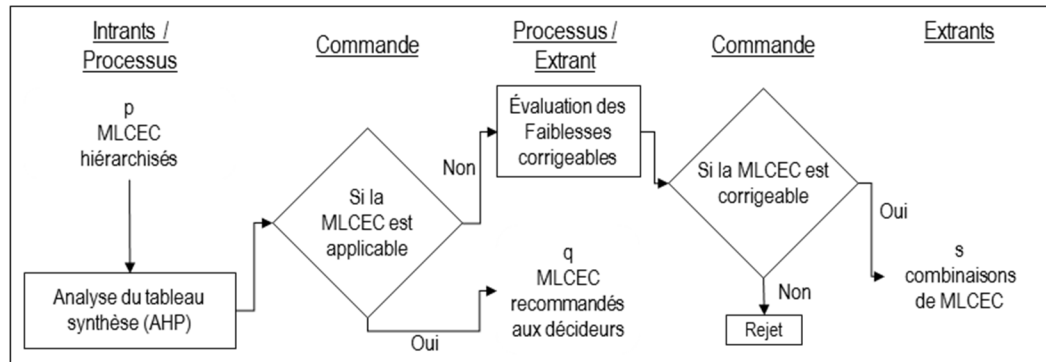 Intrants /
Processus
Commande
Processus /
Extrant
Commande
Extrants
p
MLCEC
hiérarchisés
Analyse du tableau
synthèse (AHP)
Si la
MLCEC est
applicable
Non
Oui
Évaluation des
Faiblesses
corrigeables
q
MLCEC
recommandés
aux décideurs
Si la MLCEC est
corrigeable
Non
Rejet
Oui
s
combinaisons
de MLCEC